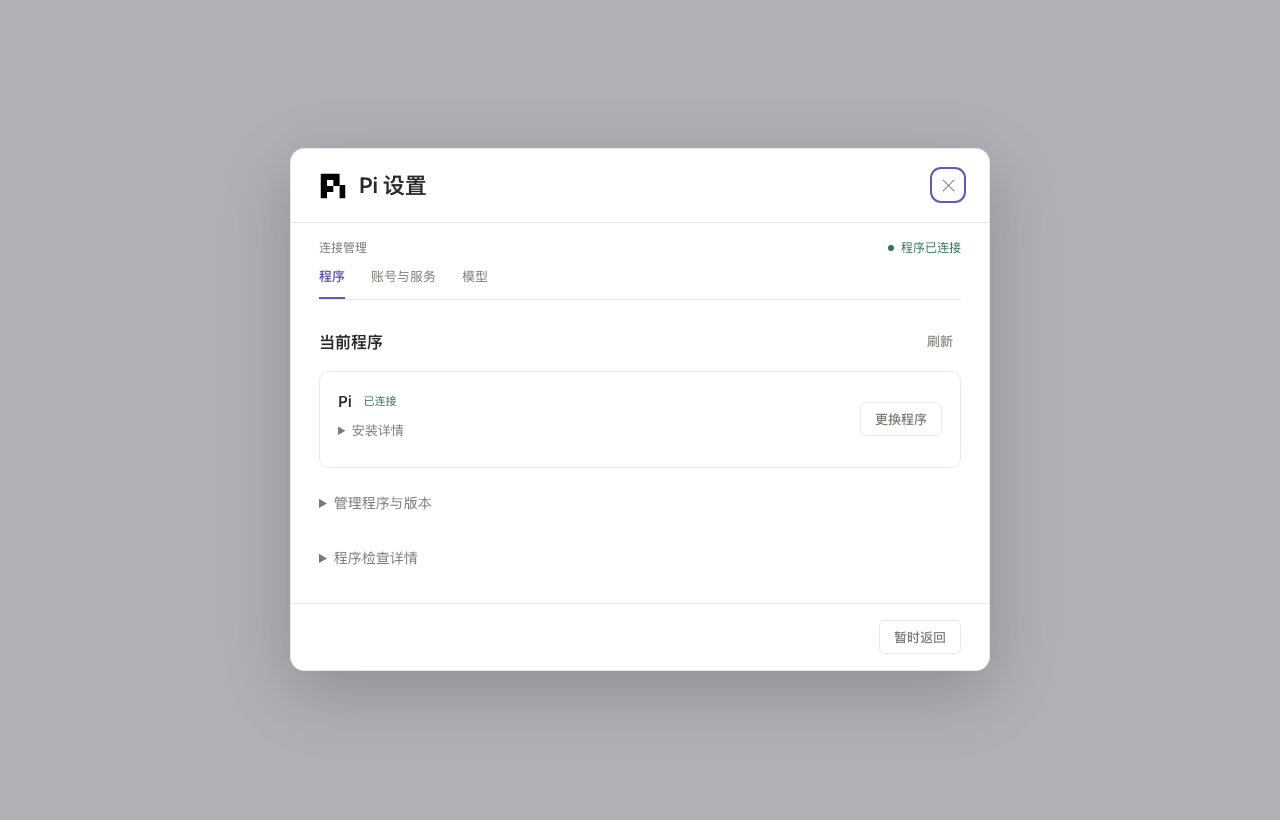 Pi 设置
连接管理
程序已连接
程序 账号与服务 模型
当前程序
刷新
Pi 已连接
安装详情
更换程序
管理程序与版本
程序检查详情
暂时返回